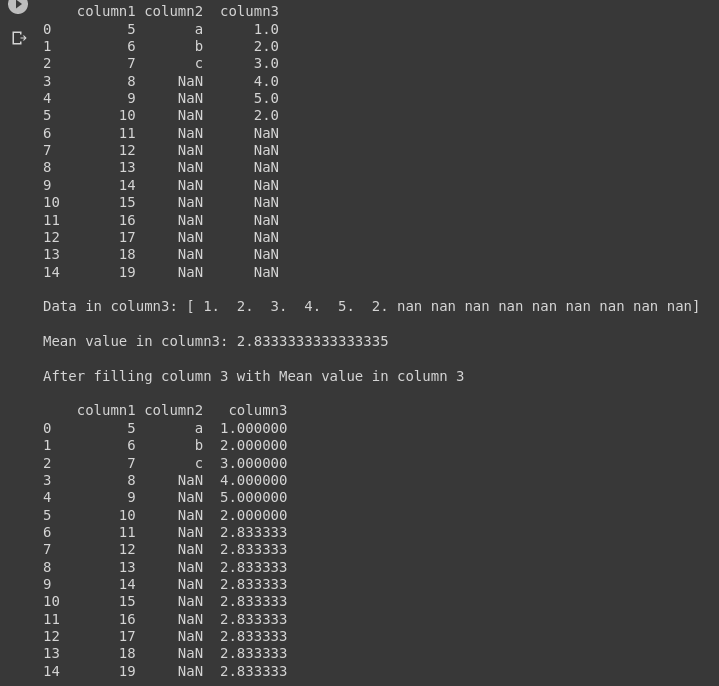 column1 column2 column3
0 5 a 1.0
1 6 b 2.0
2 7 c 3.0
3 8 NaN 4.0
4 9 NaN 5.0
5 10 NaN 2.0
6 11 NaN NaN
7 12 NaN NaN
8 13 NaN NaN
9 14 NaN NaN
10 15 NaN NaN
11 16 NaN NaN
12 17 NaN NaN
13 18 NaN NaN
14 19 NaN NaN
Data in column3: [ 1.  2.  3.  4.  5.  2. nan nan nan nan nan nan nan nan nan]
Mean value in column3: 2.8333333333333335
After filling column 3 with Mean value in column 3
column1 column2 column3
0 5 a 1.000000
1 6 b 2.000000
2 7 c 3.000000
3 8 NaN 4.000000
4 9 NaN 5.000000
5 10 NaN 2.000000
6 11 NaN 2.833333
7 12 NaN 2.833333
8 13 NaN 2.833333
9 14 NaN 2.833333
10 15 NaN 2.833333
11 16 NaN 2.833333
12 17 NaN 2.833333
13 18 NaN 2.833333
14 19 NaN 2.833333